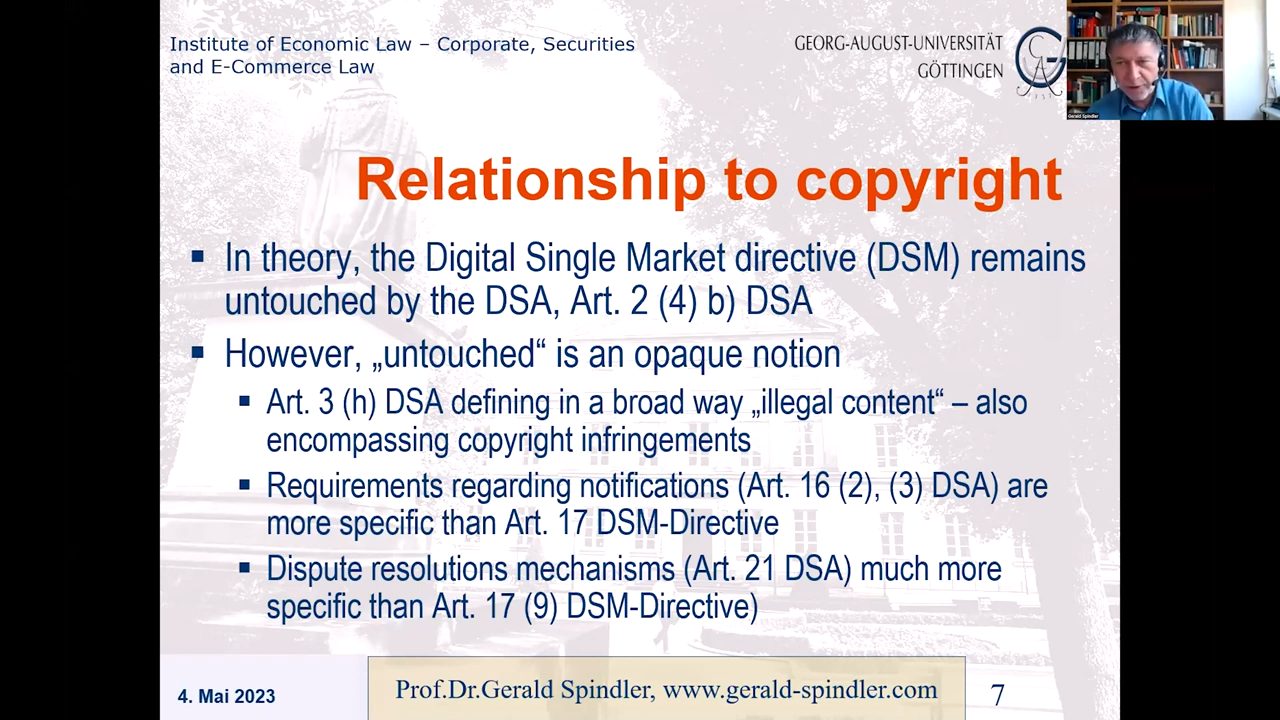 Institute of Economic Law – Corporate, Securities
and E-Commerce Law
GEORG-AUGUST-UNIVERSITÄT
GÖTTINGEN
Gerald Spindler
Relationship to copyright
▪ In theory, the Digital Single Market directive (DSM) remains
untouched by the DSA, Art. 2 (4) b) DSA
▪ However, „untouched“ is an opaque notion
▪ Art. 3 (h) DSA defining in a broad way „illegal content“ – also
encompassing copyright infringements
▪ Requirements regarding notifications (Art. 16 (2), (3) DSA) are
more specific than Art. 17 DSM-Directive
▪ Dispute resolutions mechanisms (Art. 21 DSA) much more
specific than Art. 17 (9) DSM-Directive)
4. Mai 2023
Prof.Dr.Gerald Spindler, www.gerald-spindler.com
7